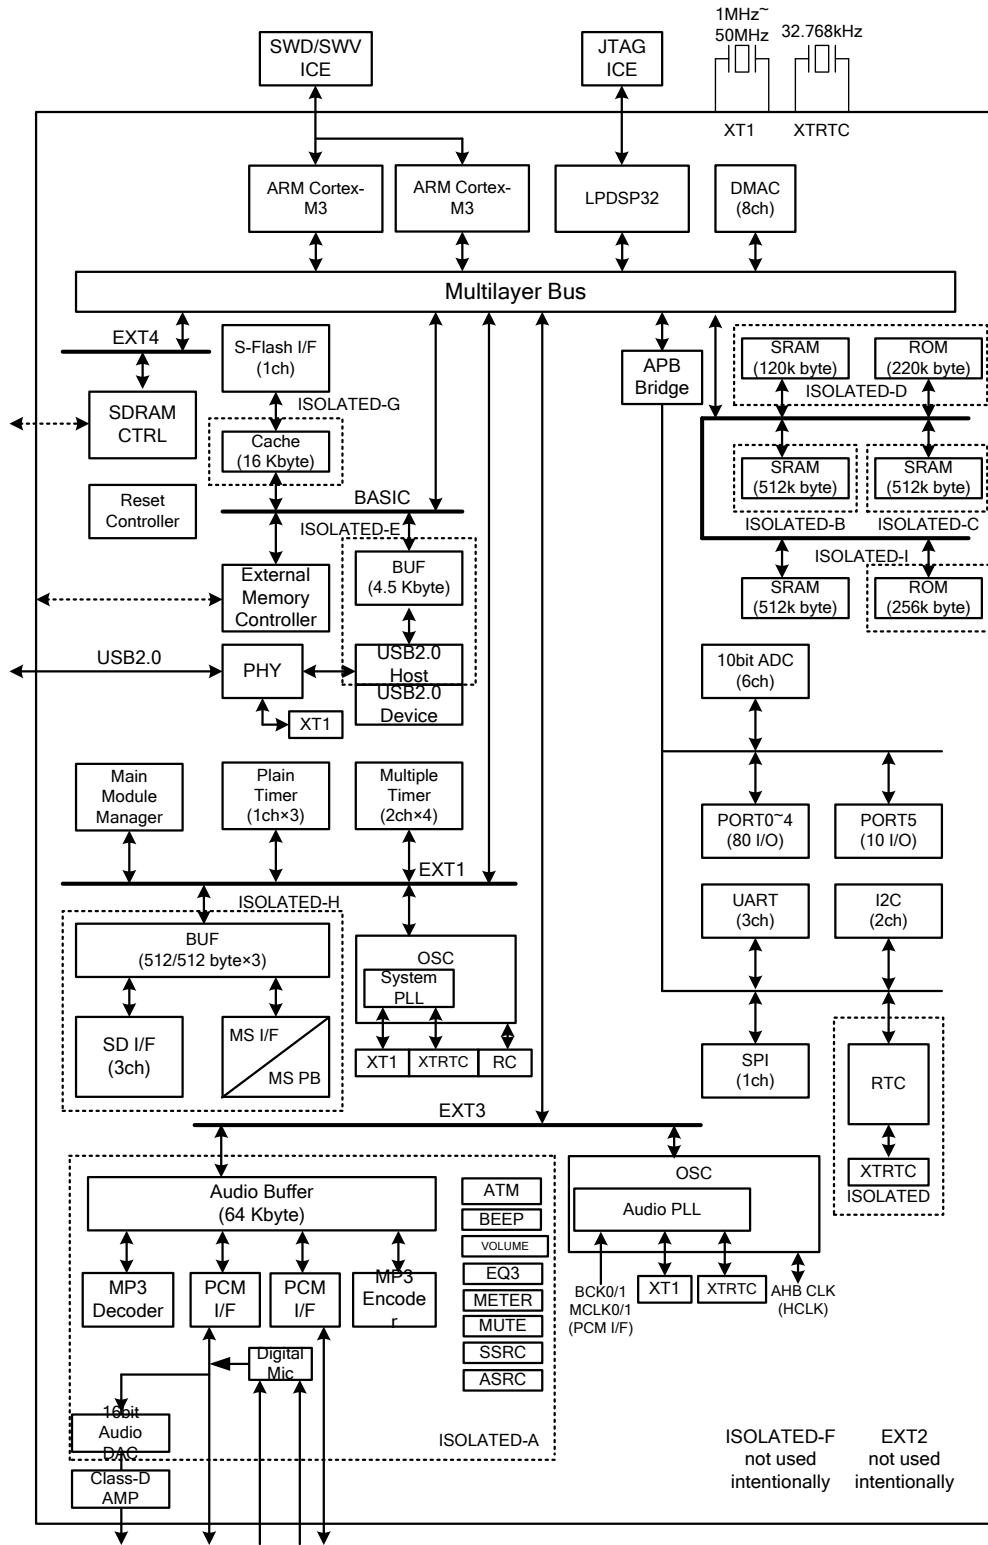 1MHz~
50MHz
32.768kHz
SWD/SWV
ICE
JTAG
ICE
XT1
XTRTC
ARM Cortex-
M3
ARM Cortex-
M3
LPDSP32
DMAC
(8ch)
Multilayer Bus
EXT4
S-Flash I/F
(1ch)
APB
Bridge
SRAM
(120k byte)
ROM
(220k byte)
ISOLATED-D
SDRAM
CTRL
ISOLATED-G
Cache
(16 Kbyte)
SRAM
(512k byte)
SRAM
(512k byte)
Reset
Controller
BASIC
ISOLATED-B
ISOLATED-C
ISOLATED-E
ISOLATED-I
BUF
(4.5 Kbyte)
External
Memory
Controller
SRAM
(512k byte)
ROM
(256k byte)
USB2.0
PHY
USB2.0
Host
USB2.0
Device
XT1
10bit ADC
(6ch)
Main
Module
Manager
Plain
Timer
(1ch×3)
Multiple
Timer
(2ch×4)
PORT0~4
(80 I/O)
PORT5
(10 I/O)
EXT1
ISOLATED-H
BUF
(512/512 byte×3)
UART
(3ch)
I2C
(2ch)
OSC
System
PLL
SD I/F
(3ch)
MS I/F
MS PB
XT1
XTRTC
RC
SPI
(1ch)
RTC
XTRTC
ISOLATED
EXT3
Audio Buffer
(64 Kbyte)
ATM
BEEP
VOLUME
EQ3
METER
MUTE
SSRC
ASRC
OSC
Audio PLL
MP3
Decoder
PCM
I/F
PCM
I/F
MP3
Encode
r
BCK0/1
MCLK0/1
(PCM I/F)
XT1
XTRTC
AHB CLK
(HCLK)
Digital
Mic
16bit
Audio
DAC
ISOLATED-A
Class-D
AMP
ISOLATED-F
not used
intentionally
EXT2
not used
intentionally